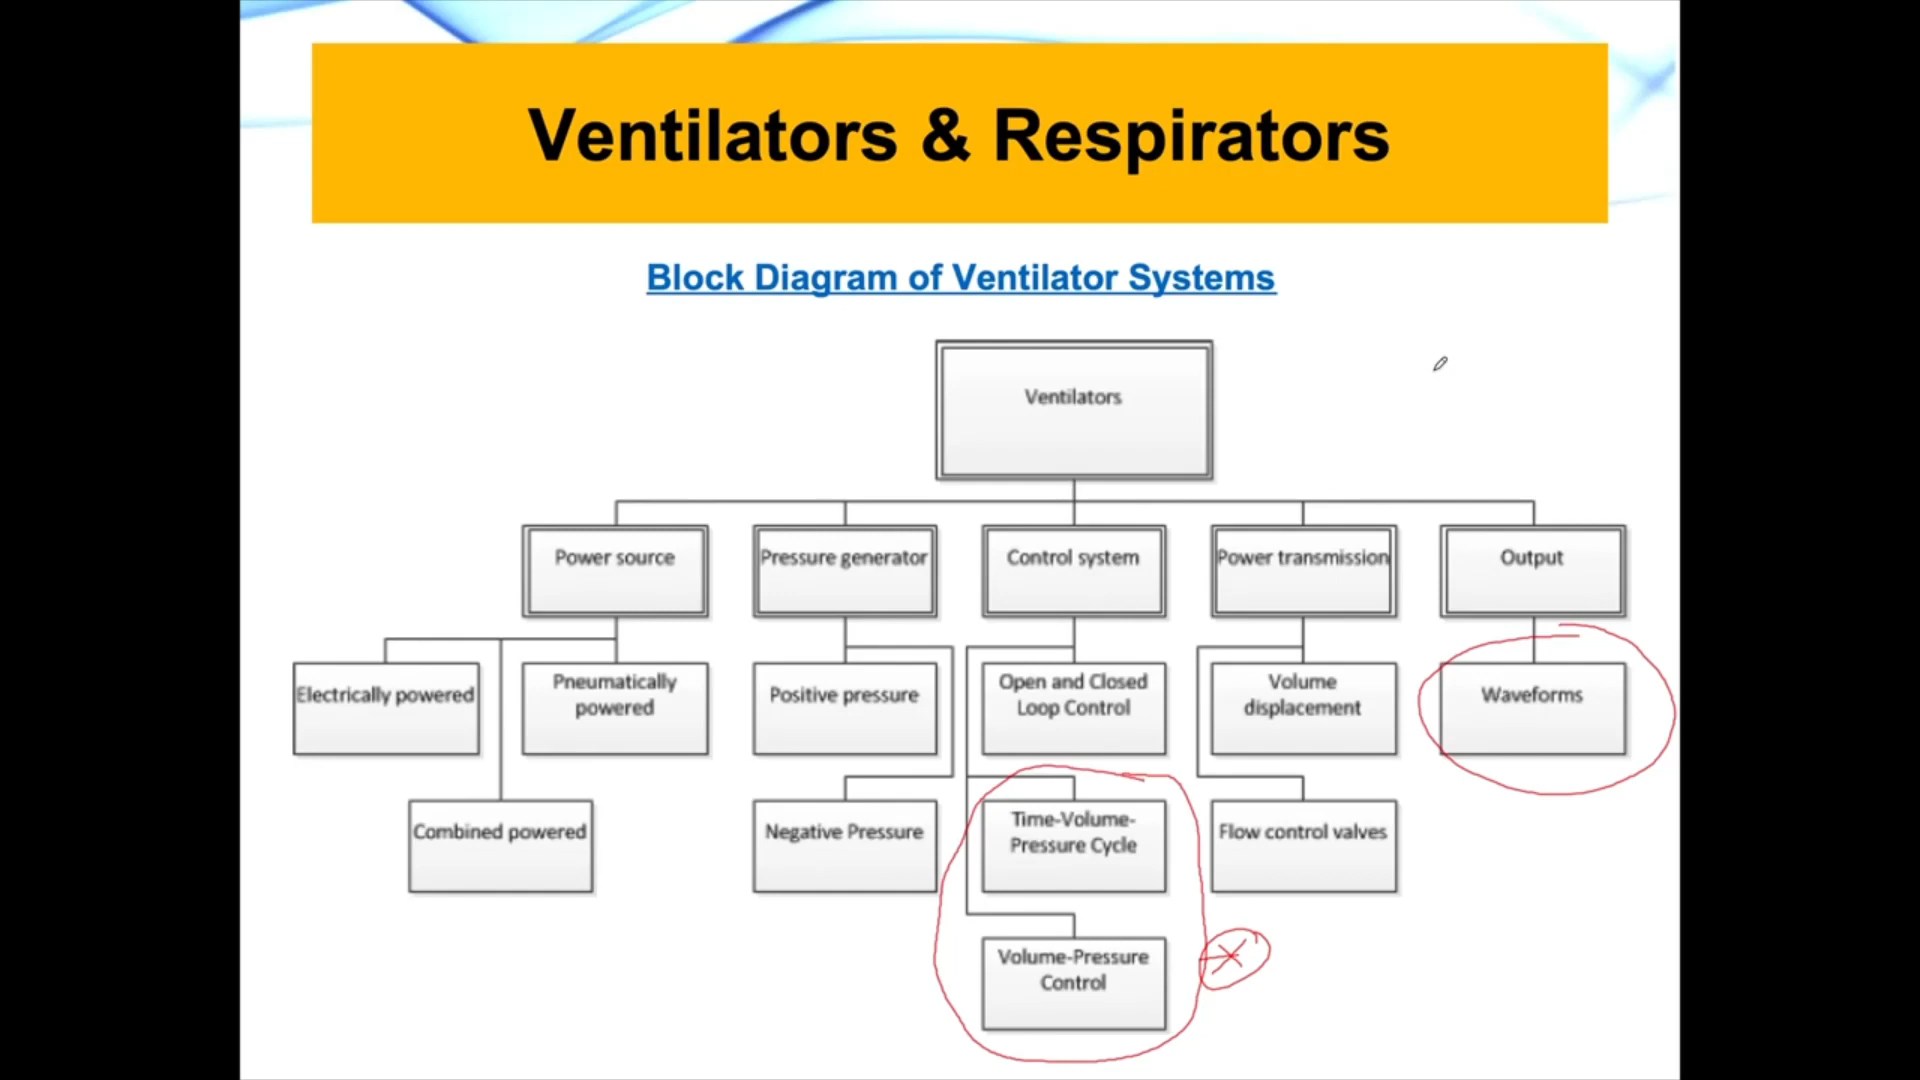 Ventilators & Respirators
Block Diagram of Ventilator Systems
Ventilators
Power source
Pressure generator
Control system
Power transmission
Output
Electrically powered
Pneumatically
powered
Positive pressure
Open and Closed
Loop Control
Volume
displacement
Waveforms
Combined powered
Negative Pressure
Time-Volume-
Pressure Cycle
Flow control valves
Volume-Pressure
Control